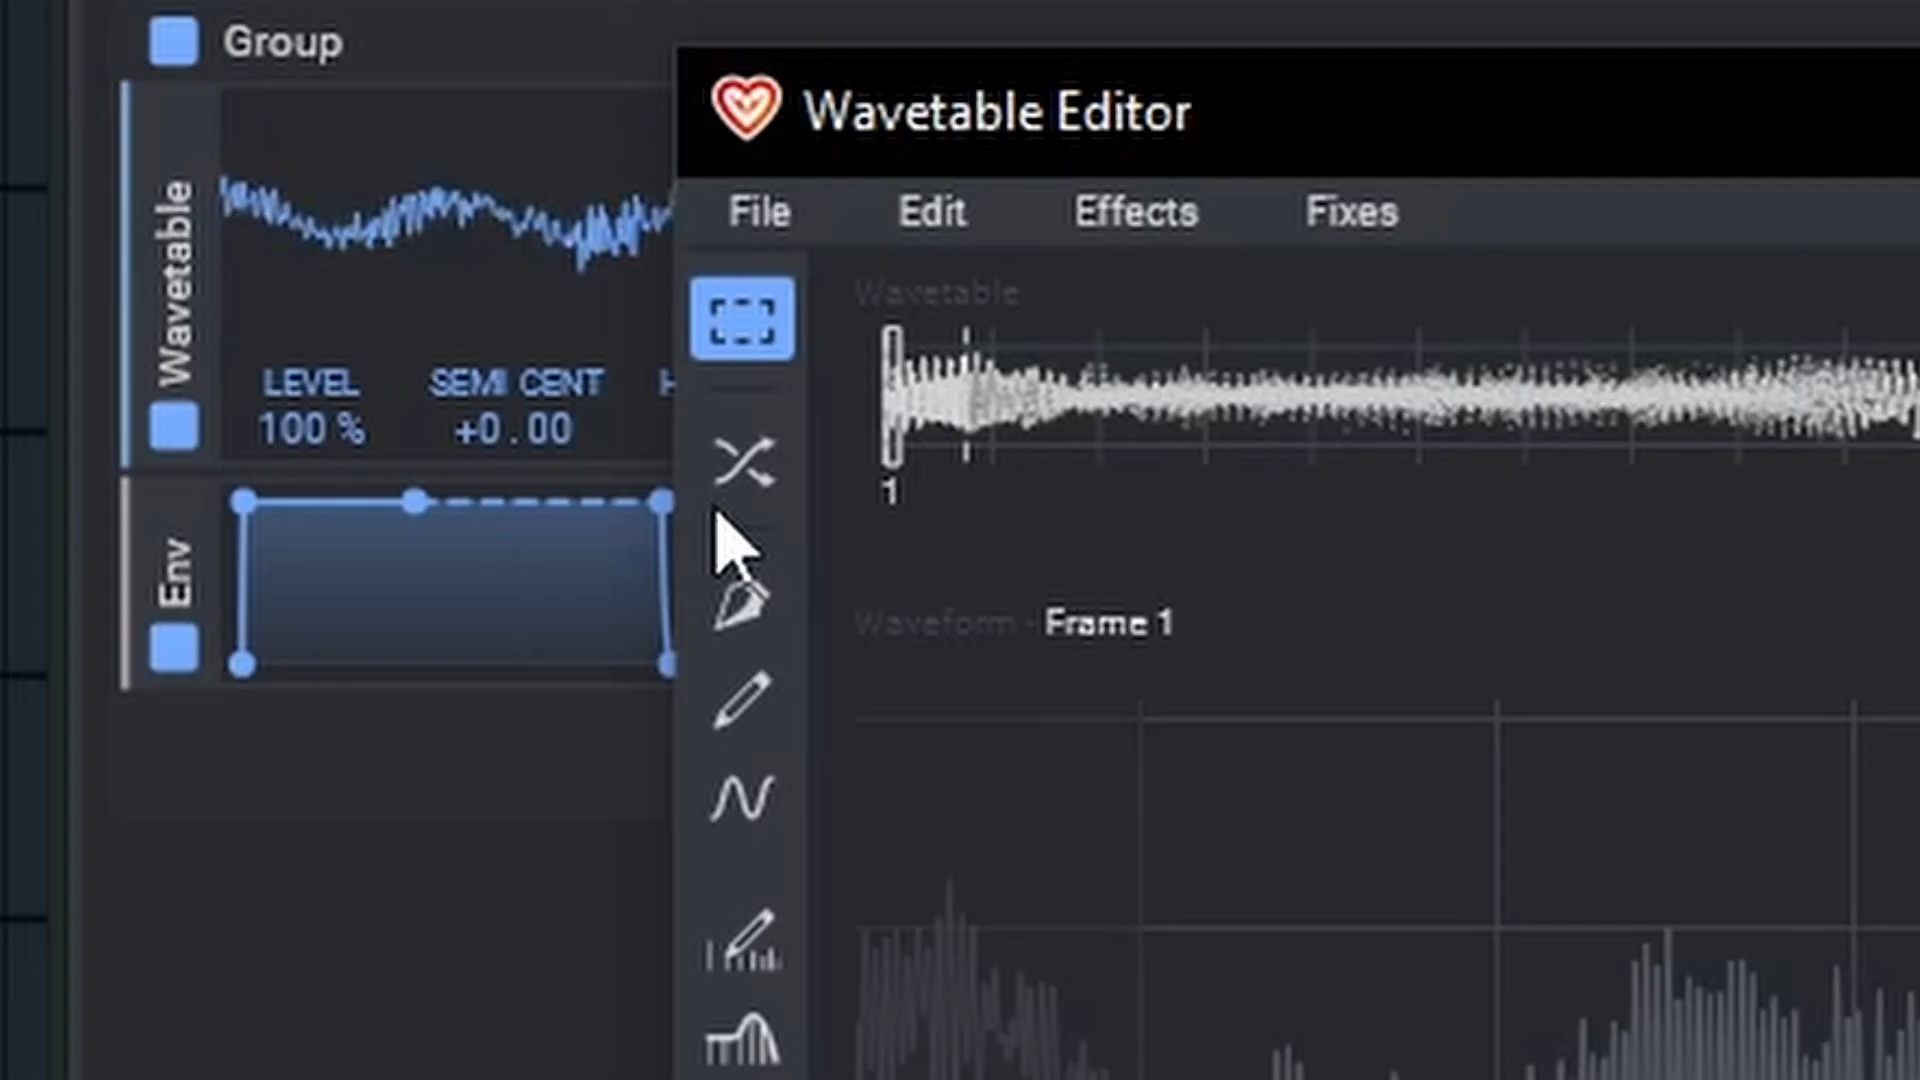 Group
Wavetable Editor
File Edit Effects Fixes
Wavetable
Wavetable
LEVEL SEMI CENT
100 % +0.00
1
Env
Waveform - Frame 1